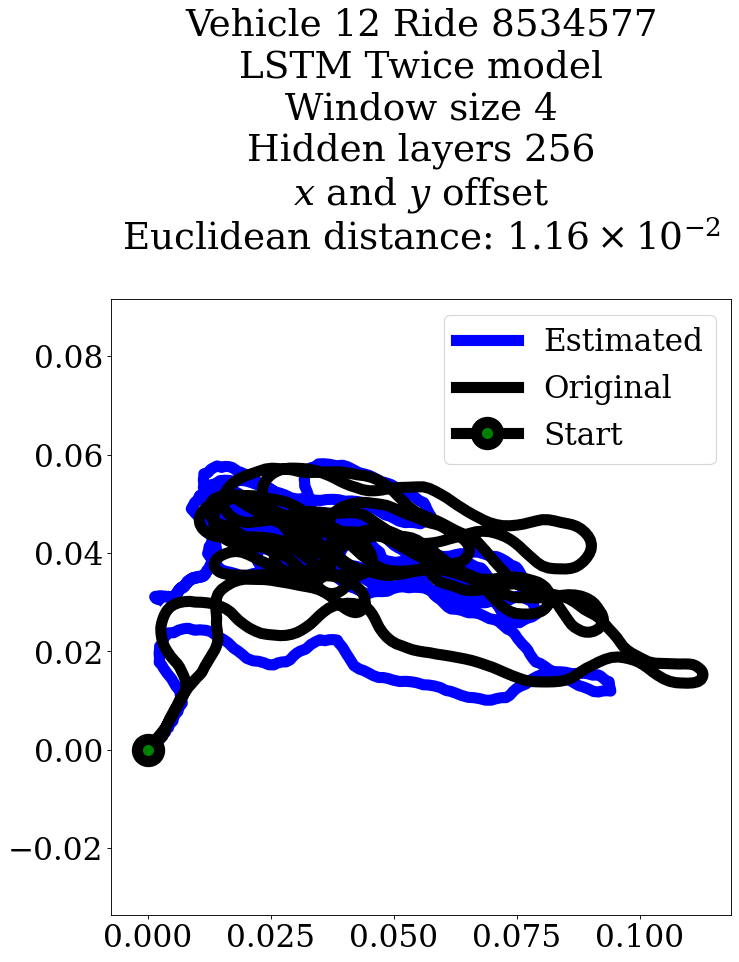 Vehicle 12 Ride 8534577
LSTM Twice model
Window size 4
Hidden layers 256
x and y offset
Euclidean distance: 1.16 × 10⁻²
Estimated
Original
Start
0.08
0.06
0.04
0.02
0.00
−0.02
0.000 0.025 0.050 0.075 0.100